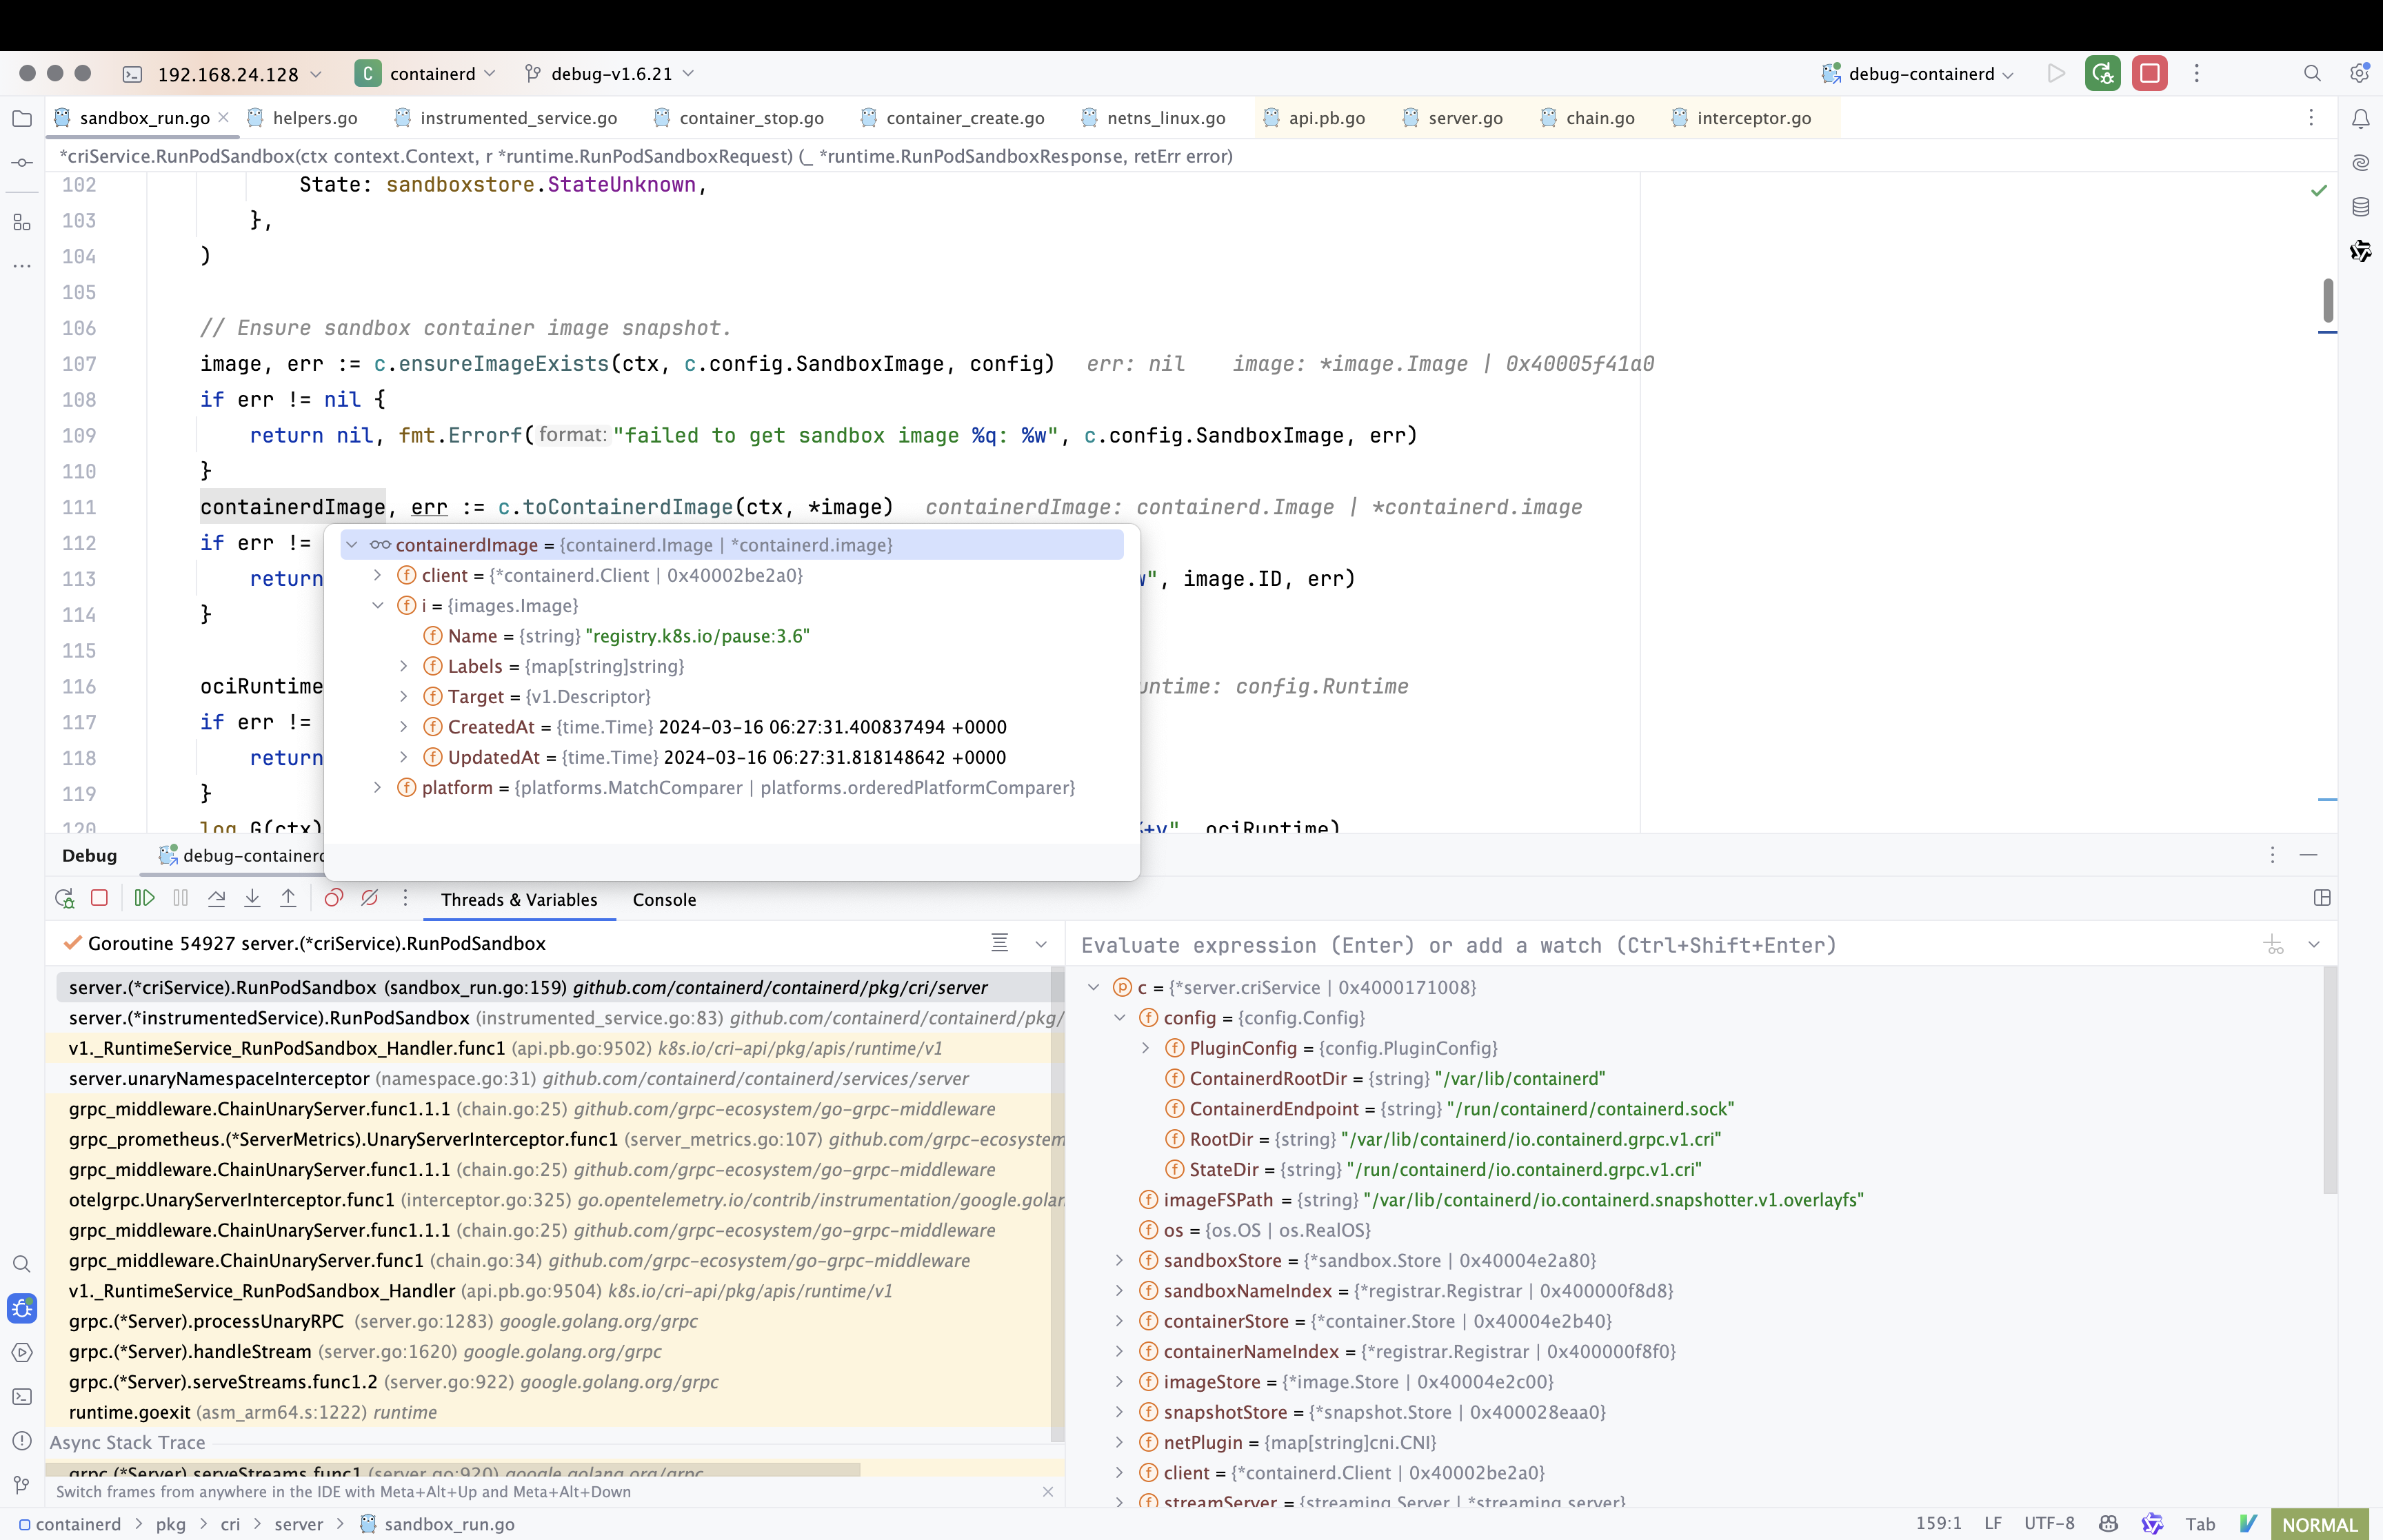 192.168.24.128 C containerd debug-v1.6.21 debug-containerd
sandbox_run.go helpers.go instrumented_service.go container_stop.go container_create.go netns_linux.go api.pb.go server.go chain.go interceptor.go
*criService.RunPodSandbox(ctx context.Context, r *runtime.RunPodSandboxRequest) (_ *runtime.RunPodSandboxResponse, retErr error)
102 State: sandboxstore.StateUnknown,
103 },
104 )
105
106 // Ensure sandbox container image snapshot.
107 image, err := c.ensureImageExists(ctx, c.config.SandboxImage, config) err: nil image: *image.Image | 0x40005f41a0
108 if err != nil {
109 return nil, fmt.Errorf( format: "failed to get sandbox image %q: %w", c.config.SandboxImage, err)
110 }
111 containerdImage, err := c.toContainerdImage(ctx, *image) containerdImage: containerd.Image | *containerd.image
112 if err !=
113 return w", image.ID, err)
114 }
115
116 ociRuntime untime: config.Runtime
117 if err !=
118 return
119 }
120 log.G(ctx) %+v", ociRuntime)
containerdImage = {containerd.Image | *containerd.image}
client = {*containerd.Client | 0x40002be2a0}
i = {images.Image}
Name = {string} "registry.k8s.io/pause:3.6"
Labels = {map[string]string}
Target = {v1.Descriptor}
CreatedAt = {time.Time} 2024-03-16 06:27:31.400837494 +0000
UpdatedAt = {time.Time} 2024-03-16 06:27:31.818148642 +0000
platform = {platforms.MatchComparer | platforms.orderedPlatformComparer}
Debug debug-containerd
Threads & Variables Console
Goroutine 54927 server.(*criService).RunPodSandbox
server.(*criService).RunPodSandbox (sandbox_run.go:159) github.com/containerd/containerd/pkg/cri/server
server.(*instrumentedService).RunPodSandbox (instrumented_service.go:83) github.com/containerd/containerd/pkg/
v1._RuntimeService_RunPodSandbox_Handler.func1 (api.pb.go:9502) k8s.io/cri-api/pkg/apis/runtime/v1
server.unaryNamespaceInterceptor (namespace.go:31) github.com/containerd/containerd/services/server
grpc_middleware.ChainUnaryServer.func1.1.1 (chain.go:25) github.com/grpc-ecosystem/go-grpc-middleware
grpc_prometheus.(*ServerMetrics).UnaryServerInterceptor.func1 (server_metrics.go:107) github.com/grpc-ecosystem
grpc_middleware.ChainUnaryServer.func1.1.1 (chain.go:25) github.com/grpc-ecosystem/go-grpc-middleware
otelgrpc.UnaryServerInterceptor.func1 (interceptor.go:325) go.opentelemetry.io/contrib/instrumentation/google.golan
grpc_middleware.ChainUnaryServer.func1.1.1 (chain.go:25) github.com/grpc-ecosystem/go-grpc-middleware
grpc_middleware.ChainUnaryServer.func1 (chain.go:34) github.com/grpc-ecosystem/go-grpc-middleware
v1._RuntimeService_RunPodSandbox_Handler (api.pb.go:9504) k8s.io/cri-api/pkg/apis/runtime/v1
grpc.(*Server).processUnaryRPC (server.go:1283) google.golang.org/grpc
grpc.(*Server).handleStream (server.go:1620) google.golang.org/grpc
grpc.(*Server).serveStreams.func1.2 (server.go:922) google.golang.org/grpc
runtime.goexit (asm_arm64.s:1222) runtime
Async Stack Trace
grpc.(*Server).serveStreams.func1 (server.go:920) google.golang.org/grpc
Switch frames from anywhere in the IDE with Meta+Alt+Up and Meta+Alt+Down
Evaluate expression (Enter) or add a watch (Ctrl+Shift+Enter)
c = {*server.criService | 0x4000171008}
config = {config.Config}
PluginConfig = {config.PluginConfig}
ContainerdRootDir = {string} "/var/lib/containerd"
ContainerdEndpoint = {string} "/run/containerd/containerd.sock"
RootDir = {string} "/var/lib/containerd/io.containerd.grpc.v1.cri"
StateDir = {string} "/run/containerd/io.containerd.grpc.v1.cri"
imageFSPath = {string} "/var/lib/containerd/io.containerd.snapshotter.v1.overlayfs"
os = {os.OS | os.RealOS}
sandboxStore = {*sandbox.Store | 0x40004e2a80}
sandboxNameIndex = {*registrar.Registrar | 0x400000f8d8}
containerStore = {*container.Store | 0x40004e2b40}
containerNameIndex = {*registrar.Registrar | 0x400000f8f0}
imageStore = {*image.Store | 0x40004e2c00}
snapshotStore = {*snapshot.Store | 0x400028eaa0}
netPlugin = {map[string]cni.CNI}
client = {*containerd.Client | 0x40002be2a0}
streamServer = {streaming.Server | *streaming.server}
containerd > pkg > cri > server > sandbox_run.go 159:1 LF UTF-8 Tab NORMAL